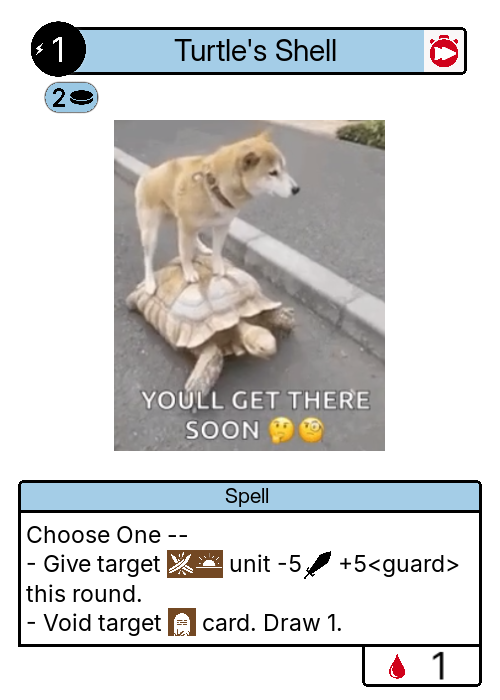 1
Turtle's Shell
2
YOULL GET THERE
SOON 🤔🧐
Spell
Choose One --
- Give target unit -5 +5<guard>
this round.
- Void target card. Draw 1.
1